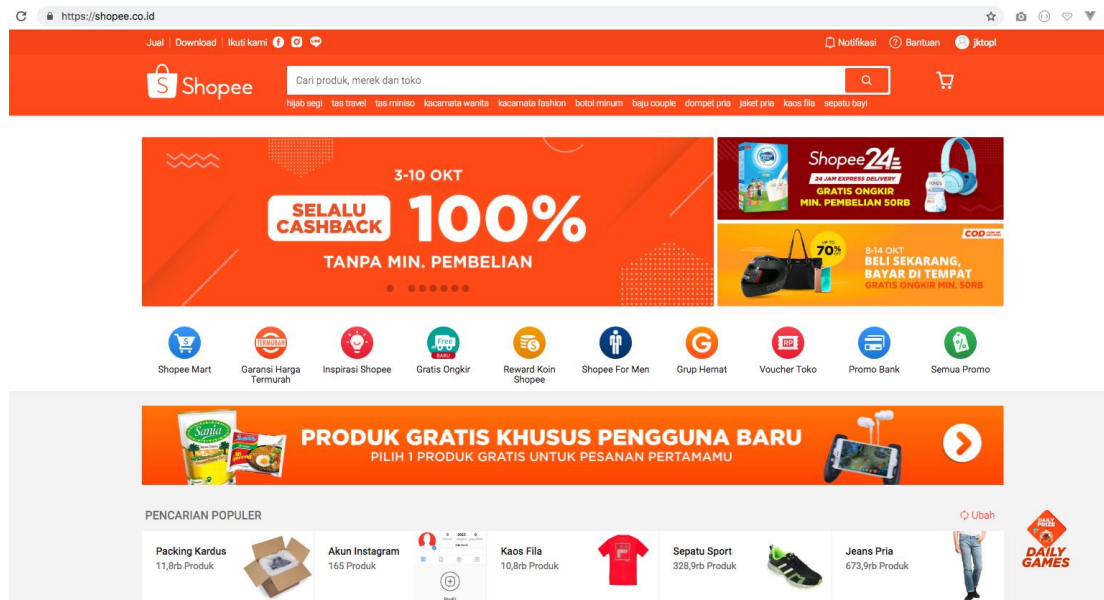 https://shopee.co.id
Jual | Download | Ikuti kami
Notifikasi
Bantuan
jktopl
S Shopee
Cari produk, merek dan toko
hijab segi tas travel tas miniso kacamata wanita kacamata fashion botol minum baju couple dompet pria jaket pria kaos fila sepatu bayi
3-10 OKT
SELALU CASHBACK
100%
TANPA MIN. PEMBELIAN
Shopee24
24 JAM EXPRESS DELIVERY
GRATIS ONGKIR
MIN. PEMBELIAN 50RB
COD
UP TO
70%
8-14 OKT
BELI SEKARANG,
BAYAR DI TEMPAT
GRATIS ONGKIR MIN. 50RB
S
TERMURAH
Free
BARU
G
RP
Shopee Mart
Garansi Harga
Termurah
Inspirasi Shopee
Gratis Ongkir
Reward Koin
Shopee
Shopee For Men
Grup Hemat
Voucher Toko
Promo Bank
Semua Promo
Sania
PRODUK GRATIS KHUSUS PENGGUNA BARU
PILIH 1 PRODUK GRATIS UNTUK PESANAN PERTAMAMU
PENCARIAN POPULER
Ubah
Packing Kardus
11,8rb Produk
Akun Instagram
165 Produk
Kaos Fila
10,8rb Produk
Sepatu Sport
328,9rb Produk
Jeans Pria
673,9rb Produk
DAILY
PRIZE
DAILY
GAMES